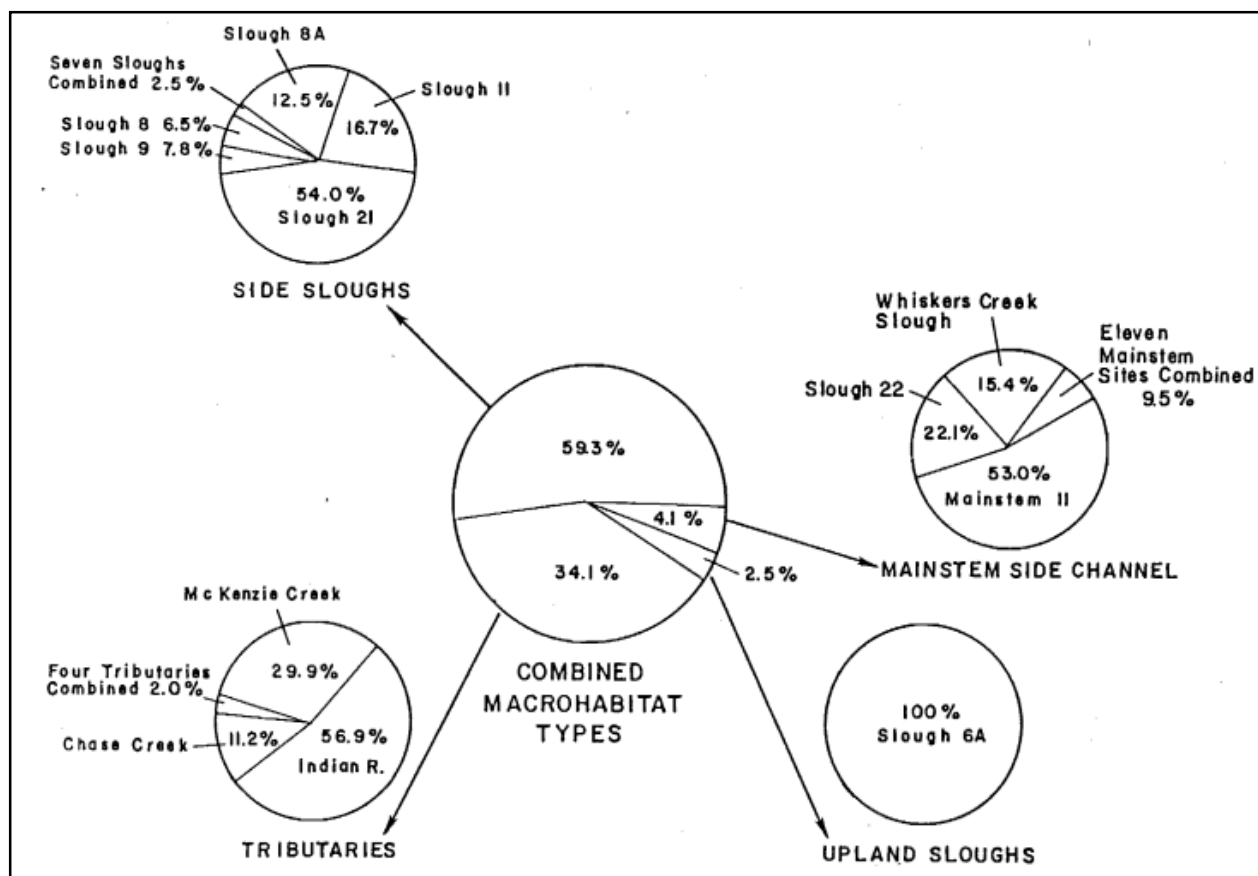 Slough 8A
Seven Sloughs
Combined 2.5%
12.5%
Slough 11
16.7%
Slough 8 6.5%
Slough 9 7.8%
54.0%
Slough 21
SIDE SLOUGHS
Whiskers Creek
Slough
Eleven
Mainstem
Sites Combined
9.5%
Slough 22
15.4%
22.1%
53.0%
Mainstem 11
MAINSTEM SIDE CHANNEL
59.3%
4.1%
2.5%
34.1%
COMBINED
MACROHABITAT
TYPES
McKenzie Creek
29.9%
Four Tributaries
Combined 2.0%
Chase Creek
11.2%
56.9%
Indian R.
TRIBUTARIES
100%
Slough 6A
UPLAND SLOUGHS